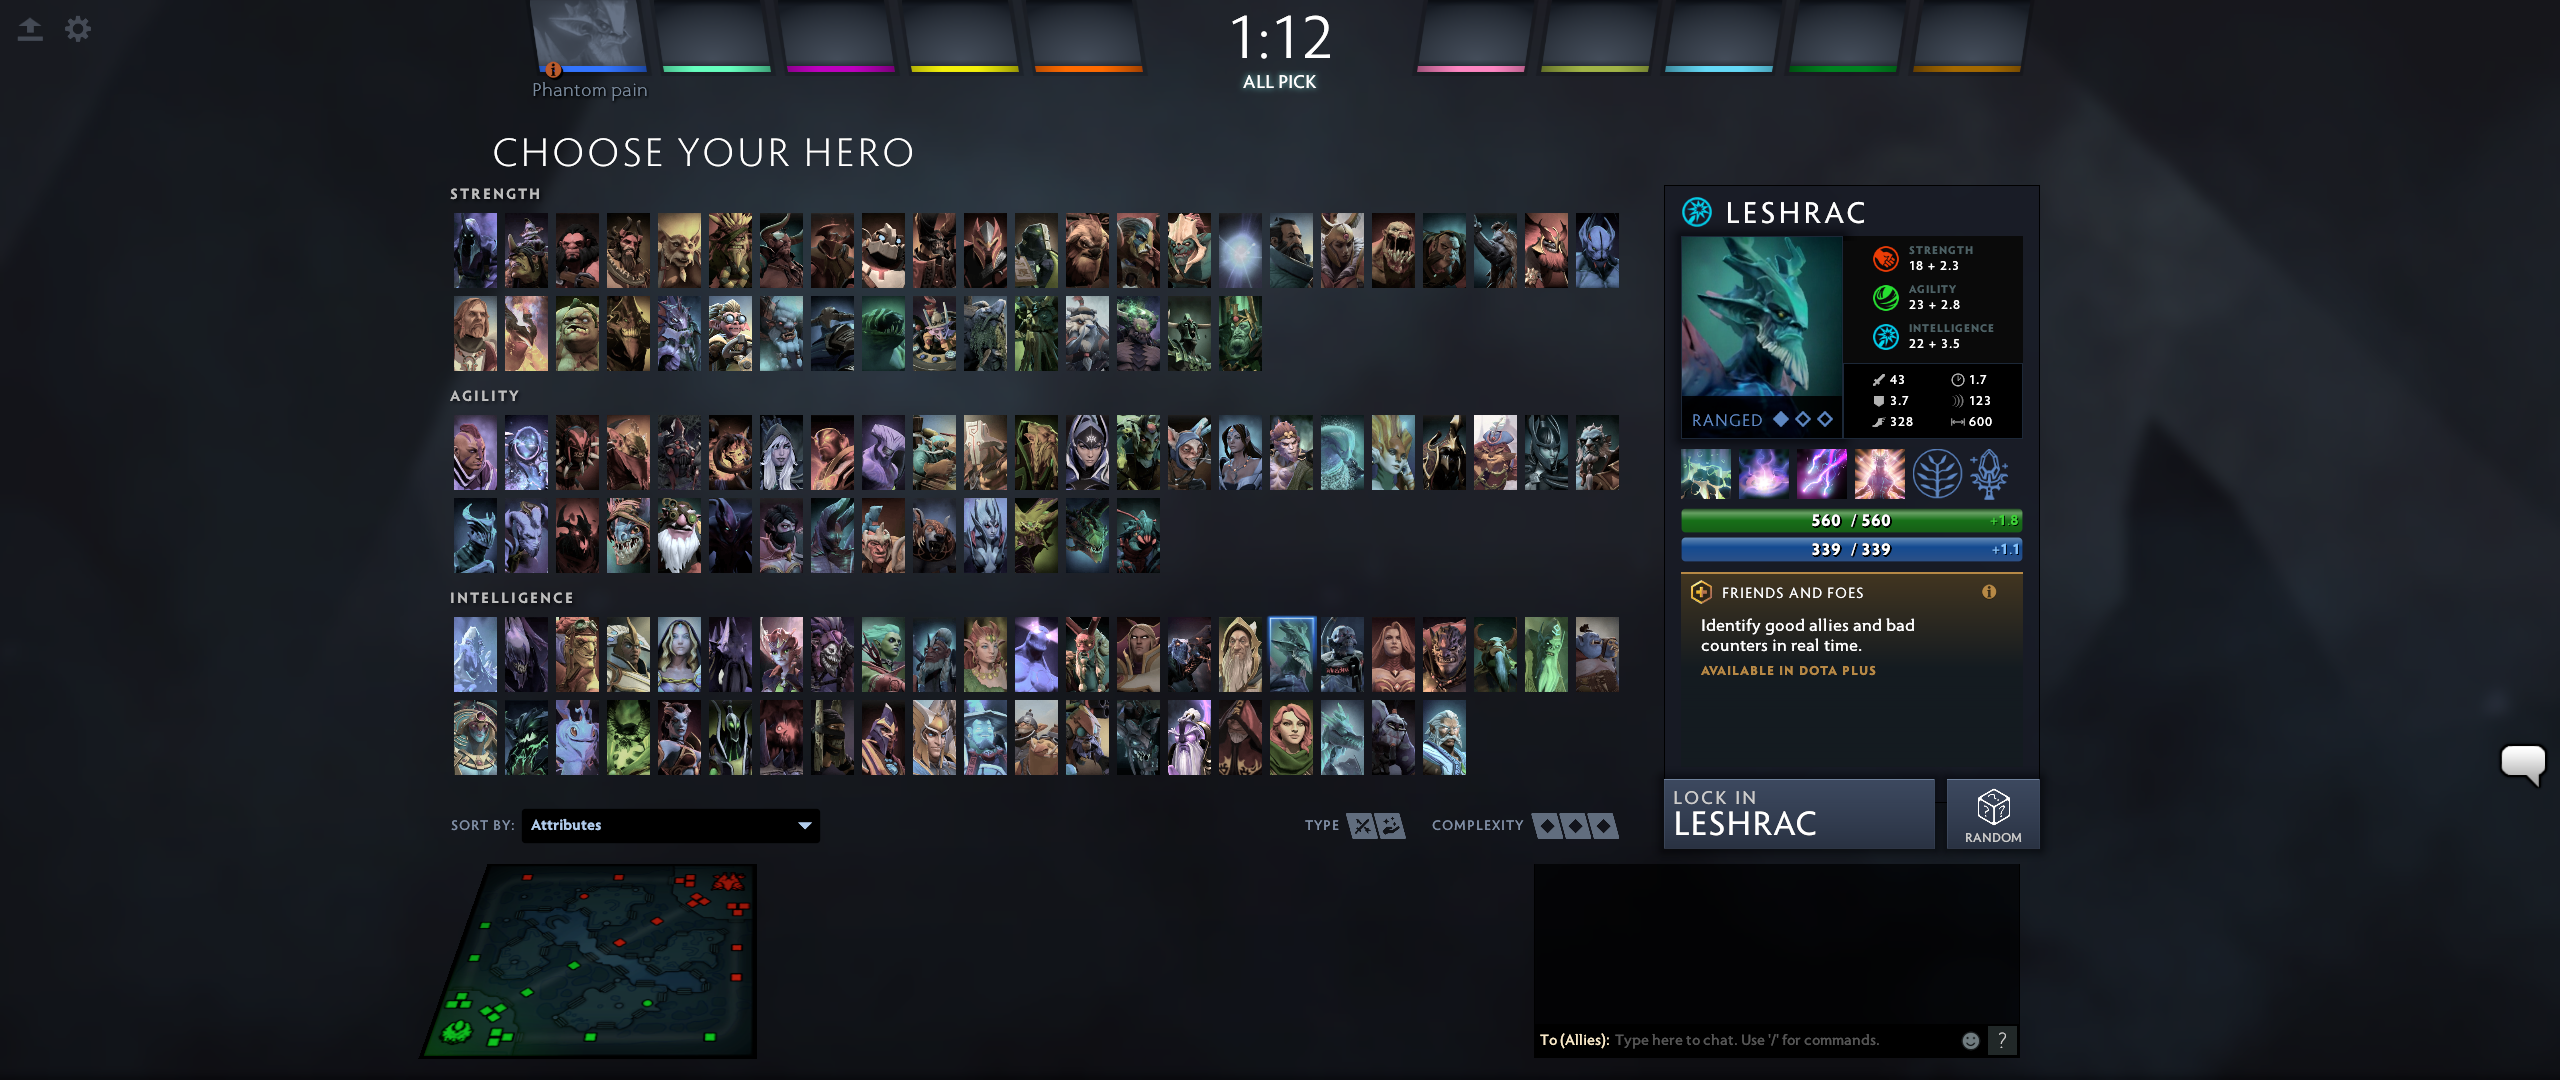 1:12
ALL PICK
Phantom pain
CHOOSE YOUR HERO
STRENGTH
AGILITY
INTELLIGENCE
SORT BY: Attributes
TYPE
COMPLEXITY
LESHRAC
STRENGTH
18 + 2.3
AGILITY
23 + 2.8
INTELLIGENCE
22 + 3.5
RANGED
43
1.7
3.7
123
328
600
560 / 560
+1.8
339 / 339
+1.1
FRIENDS AND FOES
Identify good allies and bad
counters in real time.
AVAILABLE IN DOTA PLUS
LOCK IN
LESHRAC
RANDOM
To (Allies): Type here to chat. Use '/' for commands.
?